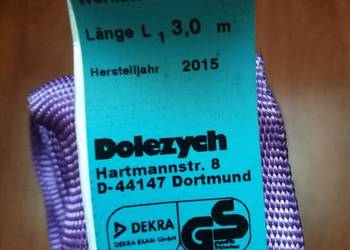 Länge L1 3,0 m
Herstelljahr 2015
Dolezych
Hartmannstr. 8
D-44147 Dortmund
DEKRA
DEKRA EXAM GmbH
GS